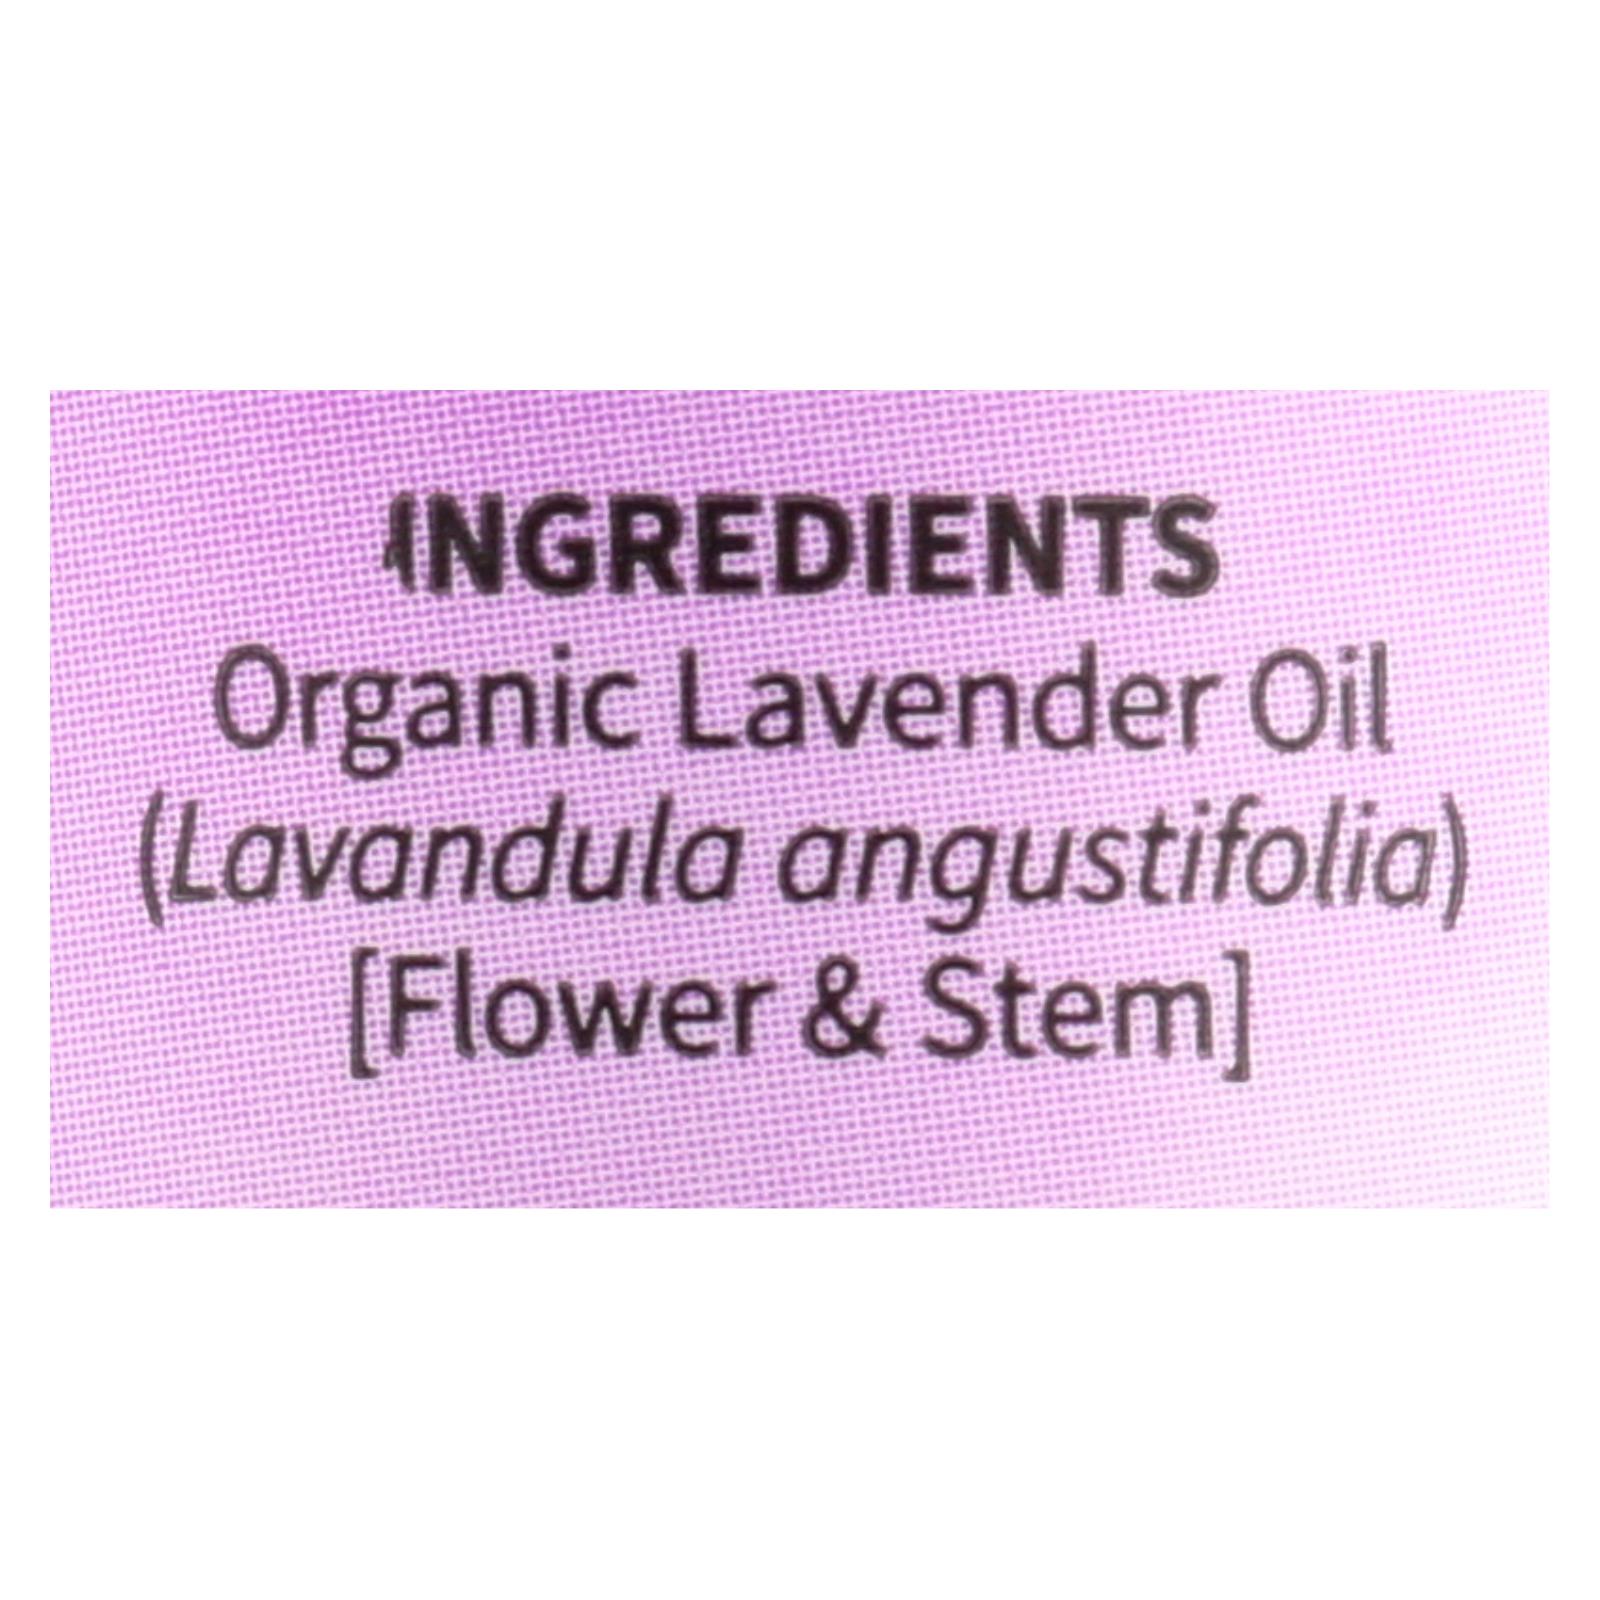 INGREDIENTS
Organic Lavender Oil
(Lavandula angustifolia)
[Flower & Stem]